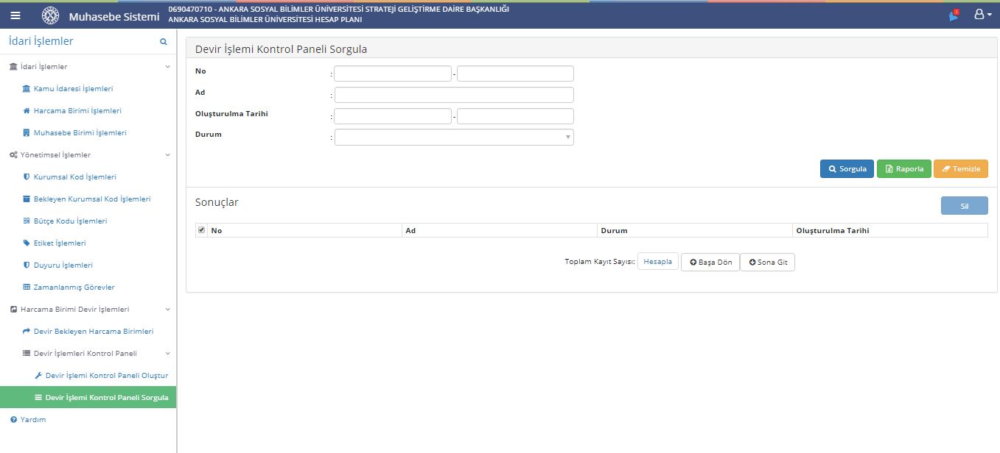 Muhasebe Sistemi
0690470710 - ANKARA SOSYAL BİLİMLER ÜNİVERSİTESİ STRATEJİ GELİŞTİRME DAİRE BAŞKANLIĞI
ANKARA SOSYAL BİLİMLER ÜNİVERSİTESİ HESAP PLANI
1
İdari İşlemler
İdari İşlemler
Kamu İdaresi İşlemleri
Harcama Birimi İşlemleri
Muhasebe Birimi İşlemleri
Yönetimsel İşlemler
Kurumsal Kod İşlemleri
Bekleyen Kurumsal Kod İşlemleri
Bütçe Kodu İşlemleri
Etiket İşlemleri
Duyuru İşlemleri
Zamanlanmış Görevler
Harcama Birimi Devir İşlemleri
Devir Bekleyen Harcama Birimleri
Devir İşlemleri Kontrol Paneli
Devir İşlemi Kontrol Paneli Oluştur
Devir İşlemi Kontrol Paneli Sorgula
Yardım
Devir İşlemi Kontrol Paneli Sorgula
No : -
Ad :
Oluşturulma Tarihi : -
Durum :
Sorgula Raporla Temizle
Sonuçlar
Sil
No Ad Durum Oluşturulma Tarihi
Toplam Kayıt Sayısı: Hesapla Başa Dön Sona Git